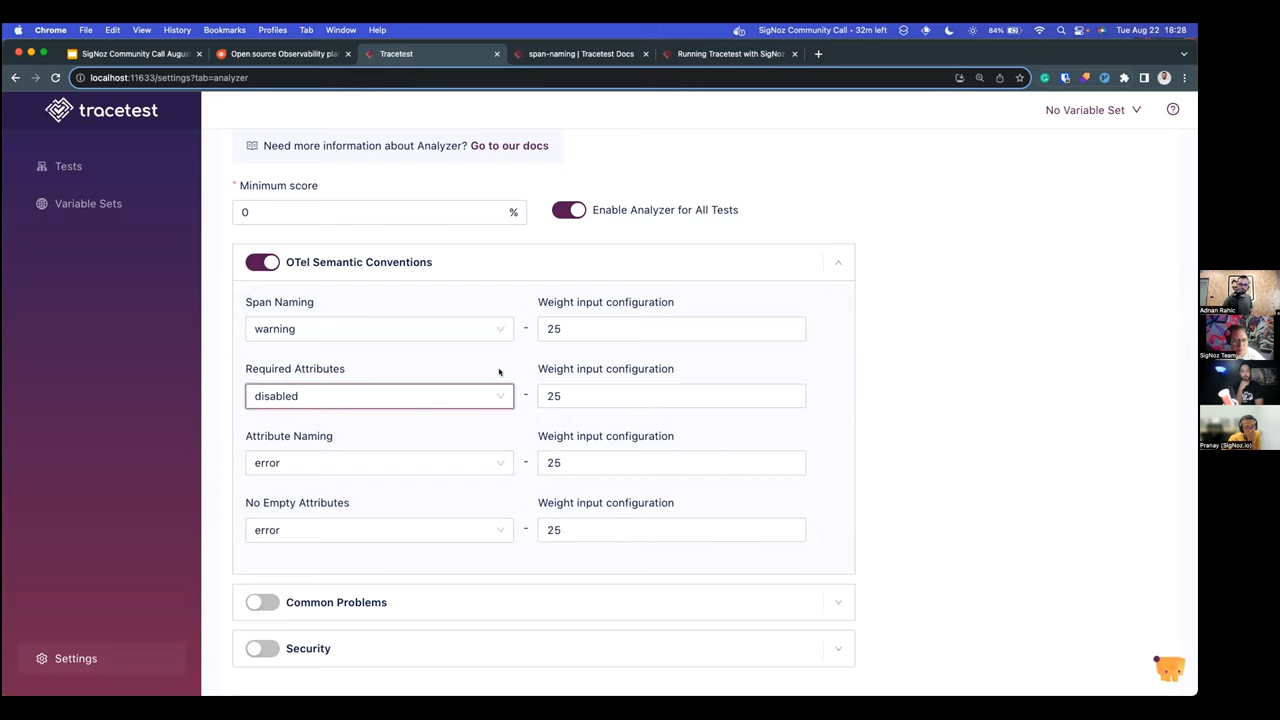 Chrome File Edit View History Bookmarks Profiles Tab Window Help SigNoz Community Call • 32m left 84% Tue Aug 22 18:28
SigNoz Community Call Augus Open source Observability pla Tracetest span-naming | Tracetest Docs Running Tracetest with SigNoz
localhost:11633/settings?tab=analyzer
tracetest
No Variable Set
Tests
Variable Sets
Settings
Need more information about Analyzer? Go to our docs
* Minimum score
0 %
Enable Analyzer for All Tests
OTel Semantic Conventions
Span Naming Weight input configuration
warning - 25
Required Attributes Weight input configuration
disabled - 25
Attribute Naming Weight input configuration
error - 25
No Empty Attributes Weight input configuration
error - 25
Common Problems
Security
Adnan Rahic
SigNoz Team
Pranay (SigNoz.io)